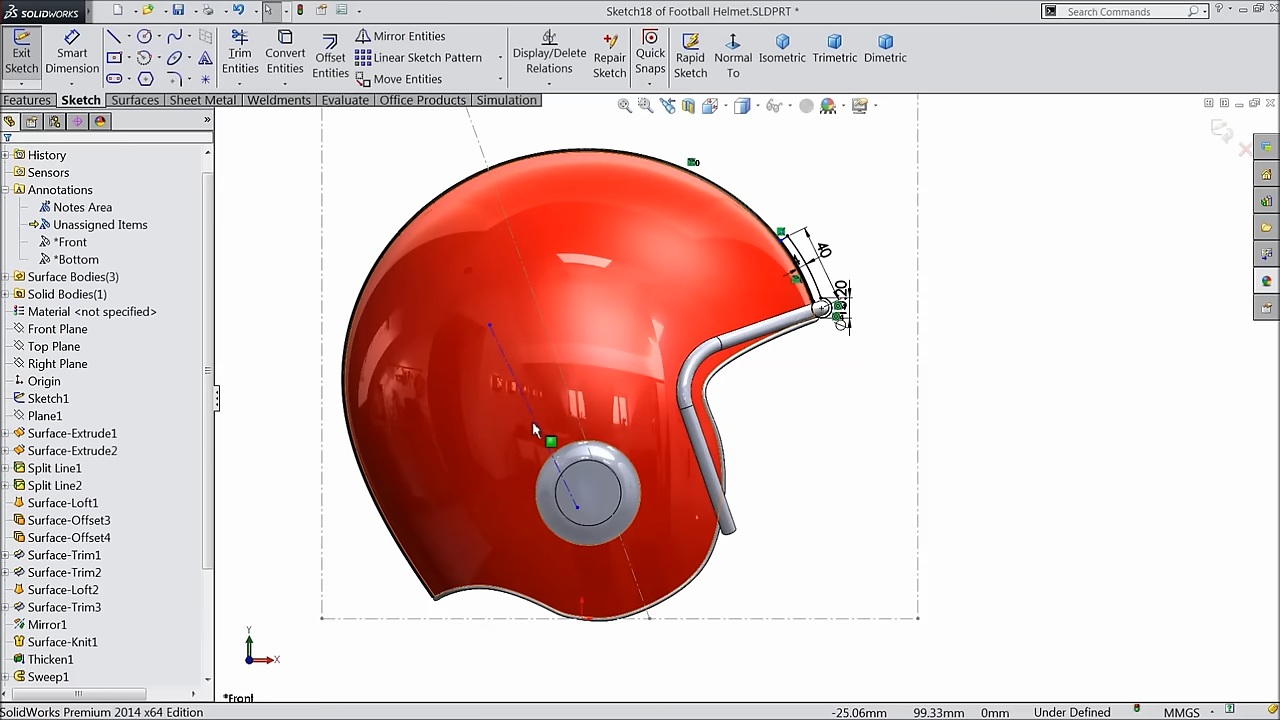 SOLIDWORKS
Sketch18 of Football Helmet.SLDPRT *
Search Commands
Exit Sketch
Smart Dimension
Trim Entities
Convert Entities
Offset Entities
Mirror Entities
Linear Sketch Pattern
Move Entities
Display/Delete Relations
Repair Sketch
Quick Snaps
Rapid Sketch
Normal To
Isometric
Trimetric
Dimetric
Features
Sketch
Surfaces
Sheet Metal
Weldments
Evaluate
Office Products
Simulation
History
Sensors
Annotations
Notes Area
Unassigned Items
*Front
*Bottom
Surface Bodies(3)
Solid Bodies(1)
Material <not specified>
Front Plane
Top Plane
Right Plane
Origin
Sketch1
Plane1
Surface-Extrude1
Surface-Extrude2
Split Line1
Split Line2
Surface-Loft1
Surface-Offset3
Surface-Offset4
Surface-Trim1
Surface-Trim2
Surface-Loft2
Surface-Trim3
Mirror1
Surface-Knit1
Thicken1
Sweep1
40
Y
X
*Front
SolidWorks Premium 2014 x64 Edition
-25.06mm
99.33mm
0mm
Under Defined
MMGS